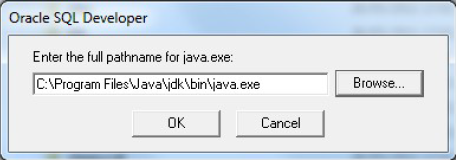 Oracle SQL Developer
Enter the full pathname for java.exe:
C:\Program Files\Java\jdk\bin\java.exe
Browse...
OK
Cancel